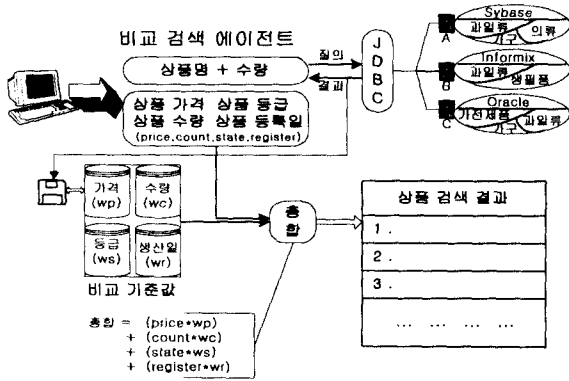 비교 검색 에이전트
상품명 + 수량
질의
결과
J
D
B
C
A
Sybase
과일류
가구
의류
B
Informix
과일류
생필품
C
Oracle
가전제품
가구
과일류
상품 가격 상품 등급
상품 수량 상품 등록일
(price,count,state,register)
가격
(wp)
수량
(wc)
등급
(ws)
생산일
(wr)
비교 기준값
총
합
상품 검색 결과
1 .
2 .
3 .
... ... ... ...
총합 = (price*wp)
+ (count*wc)
+ (state*ws)
+ (register*wr)